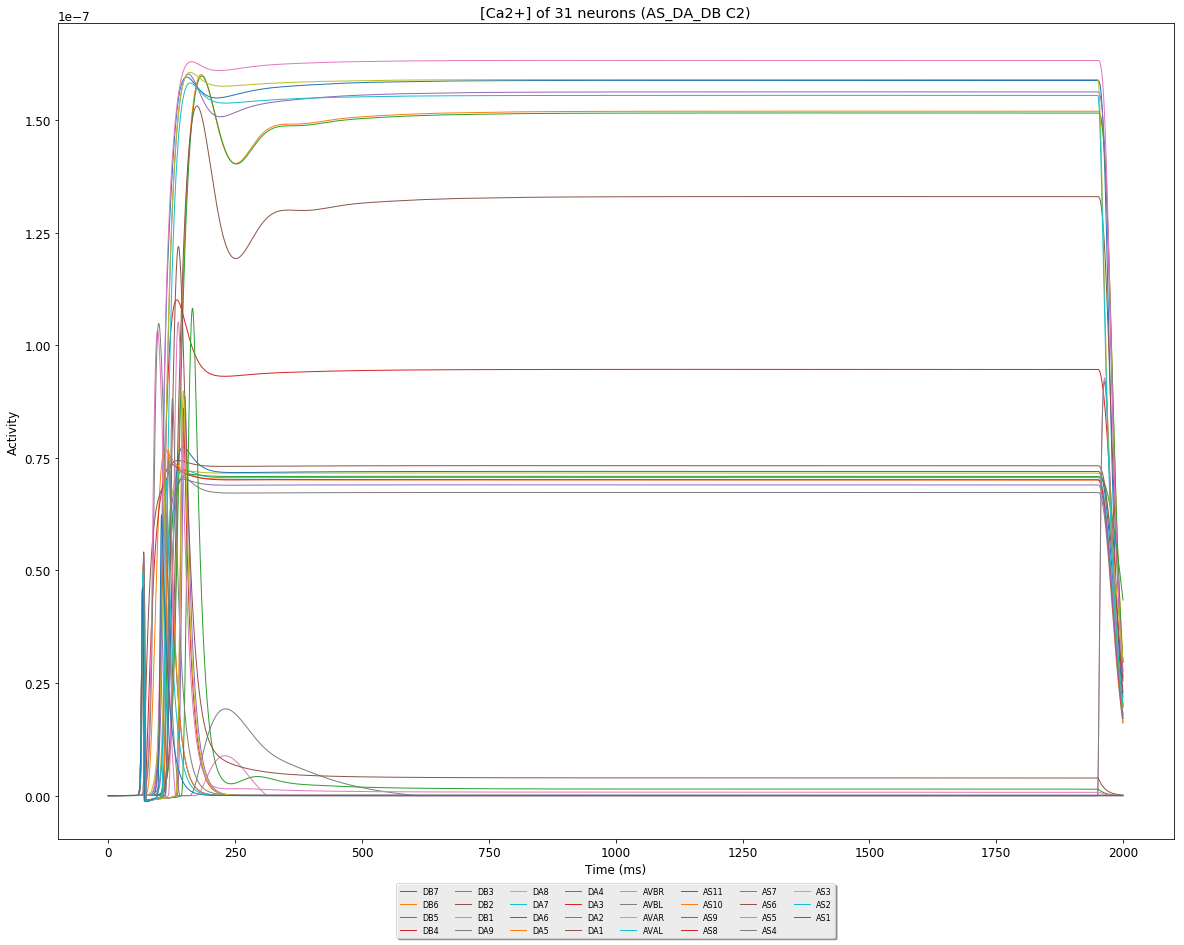 [Ca2+] of 31 neurons (AS_DA_DB C2)
1e−7
1.50
1.25
1.00
0.75
0.50
0.25
0.00
Activity
0 250 500 750 1000 1250 1500 1750 2000
Time (ms)
DB7 DB3 DA8 DA4 AVBR AS11 AS7 AS3
DB6 DB2 DA7 DA3 AVBL AS10 AS6 AS2
DB5 DB1 DA6 DA2 AVAR AS9 AS5 AS1
DB4 DA9 DA5 DA1 AVAL AS8 AS4